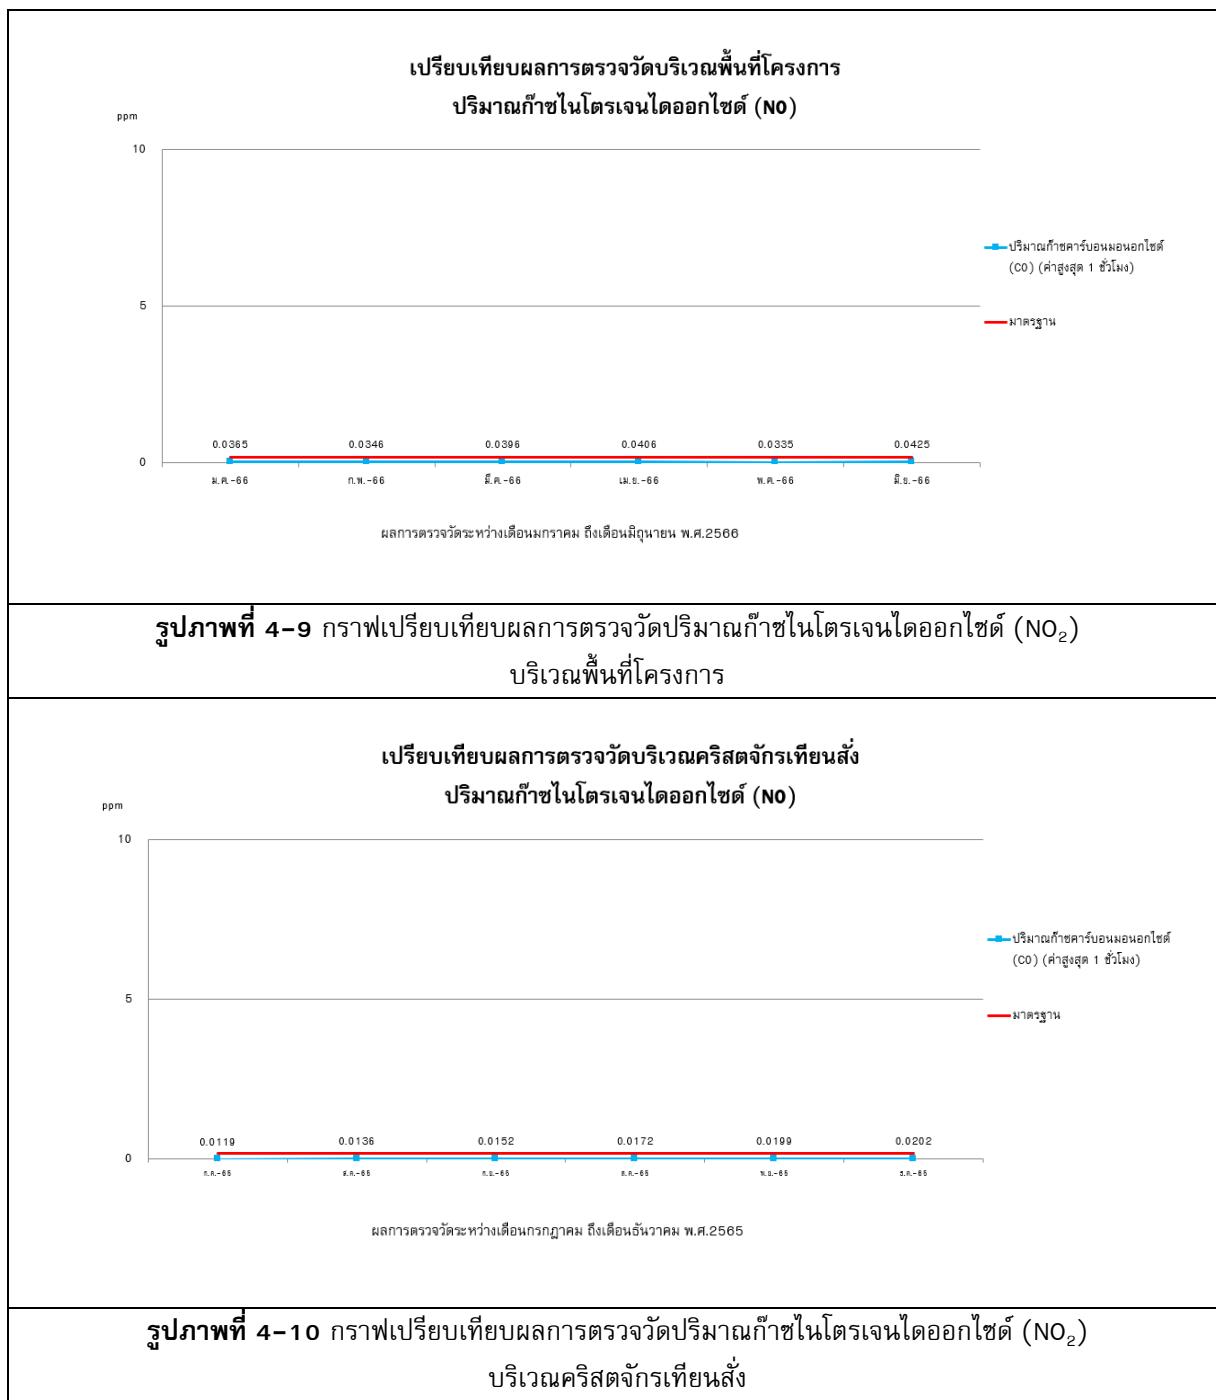 เปรียบเทียบผลการตรวจวัดบริเวณพื้นที่โครงการ
ปริมาณก๊าซไนโตรเจนไดออกไซด์ (NO)
ppm
10
5
0
0.0365 0.0346 0.0396 0.0406 0.0335 0.0425
ม.ค.-66 ก.พ.-66 มี.ค.-66 เม.ย.-66 พ.ค.-66 มิ.ย.-66
ผลการตรวจวัดระหว่างเดือนมกราคม ถึงเดือนมิถุนายน พ.ศ.2566
ปริมาณก๊าซคาร์บอนมอนอกไซต์
(CO) (ค่าสูงสุด 1 ชั่วโมง)
มาตรฐาน
รูปภาพที่ 4-9 กราฟเปรียบเทียบผลการตรวจวัดปริมาณก๊าซไนโตรเจนไดออกไซด์ (NO₂)
บริเวณพื้นที่โครงการ
เปรียบเทียบผลการตรวจวัดบริเวณคริสตจักรเทียนสั่ง
ปริมาณก๊าซไนโตรเจนไดออกไซด์ (NO)
ppm
10
5
0
0.0119 0.0136 0.0152 0.0172 0.0199 0.0202
ก.ค.-65 ส.ค.-65 ก.ย.-65 ต.ค.-65 พ.ย.-65 ธ.ค.-65
ผลการตรวจวัดระหว่างเดือนกรกฎาคม ถึงเดือนธันวาคม พ.ศ.2565
ปริมาณก๊าซคาร์บอนมอนอกไซต์
(CO) (ค่าสูงสุด 1 ชั่วโมง)
มาตรฐาน
รูปภาพที่ 4-10 กราฟเปรียบเทียบผลการตรวจวัดปริมาณก๊าซไนโตรเจนไดออกไซด์ (NO₂)
บริเวณคริสตจักรเทียนสั่ง